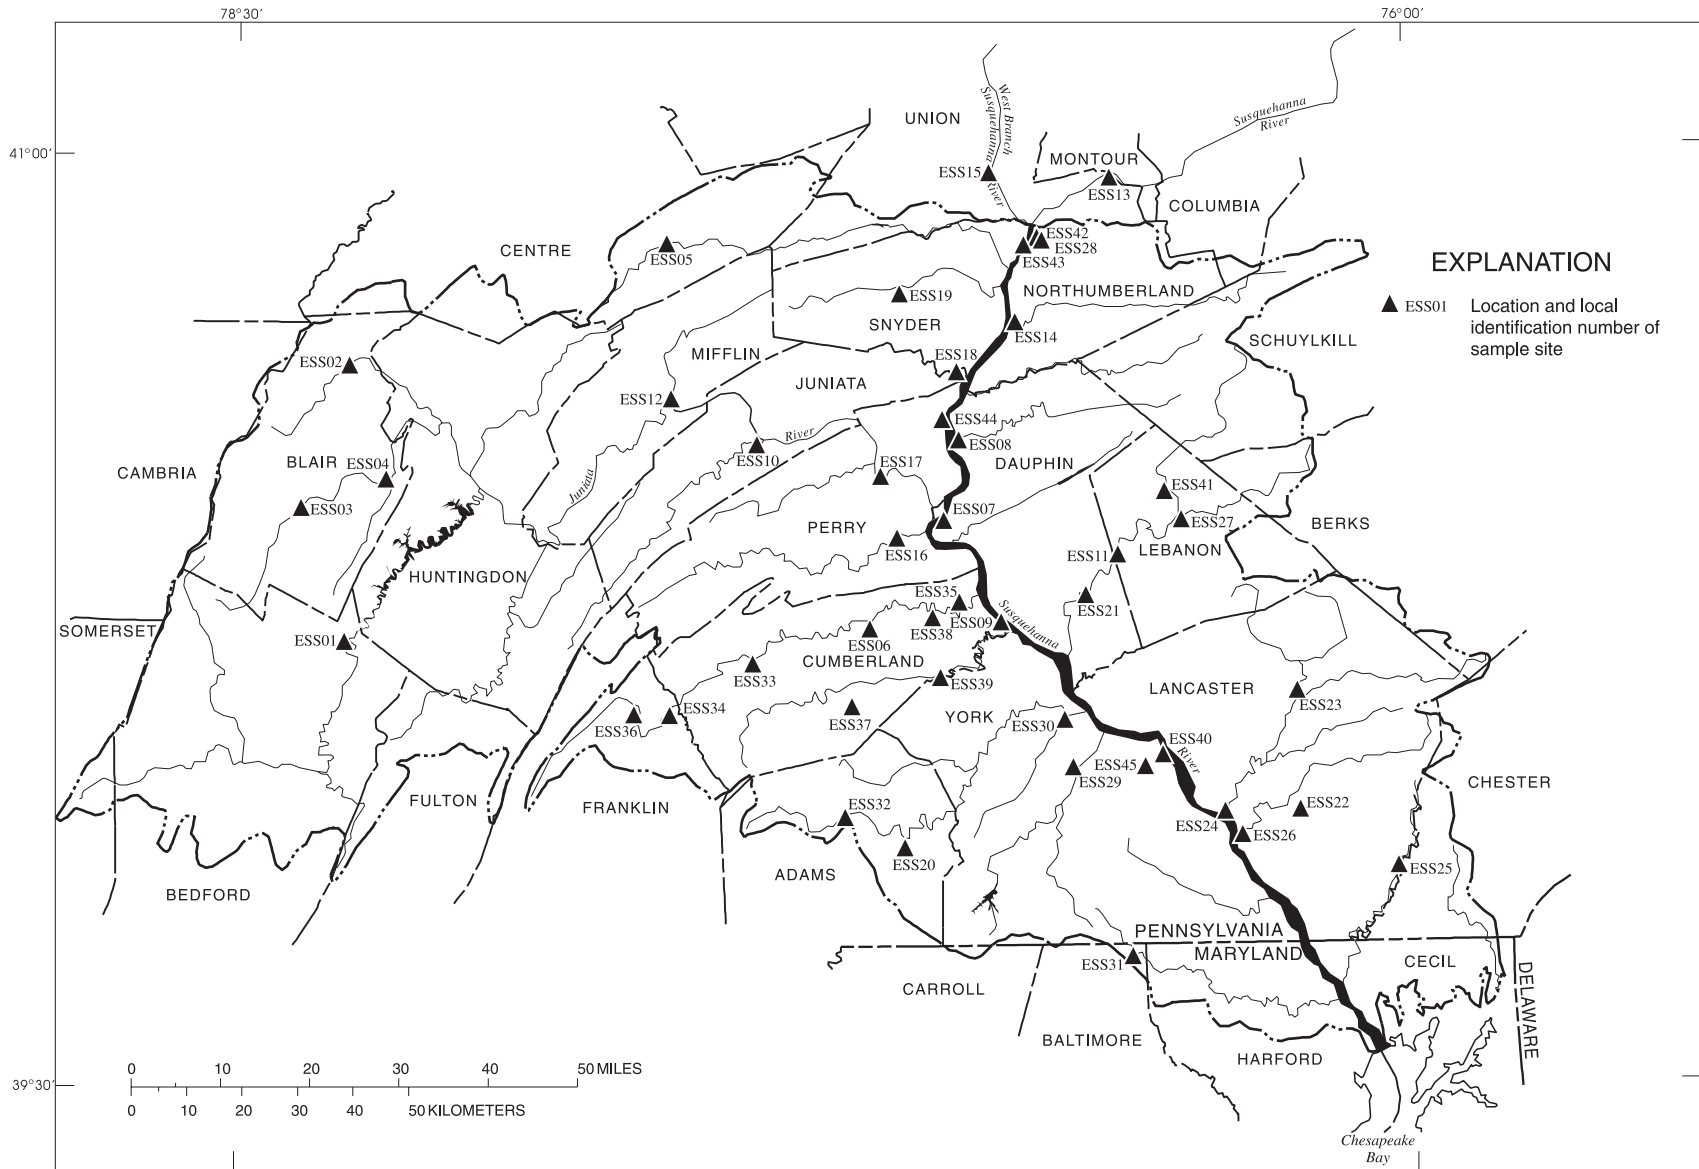 78°30'
76°00'
41°00'
39°30'
UNION
West Branch
Susquehanna
River
Susquehanna
River
MONTOUR
ESS15
ESS13
COLUMBIA
CENTRE
ESS05
ESS42
ESS28
ESS43
EXPLANATION
ESS01
Location and local
identification number of
sample site
ESS19
NORTHUMBERLAND
SNYDER
ESS14
SCHUYLKILL
MIFFLIN
ESS18
ESS02
JUNIATA
ESS12
ESS44
River
ESS08
ESS10
CAMBRIA
BLAIR
ESS04
ESS17
DAUPHIN
Juniata
ESS41
ESS03
ESS07
ESS27
BERKS
PERRY
ESS16
ESS11
LEBANON
HUNTINGDON
ESS35
ESS21
SOMERSET
ESS01
ESS09
Susquehanna
ESS38
ESS06
CUMBERLAND
ESS33
ESS39
LANCASTER
ESS23
ESS34
ESS36
ESS37
YORK
ESS30
ESS40
River
ESS45
ESS29
CHESTER
FULTON
FRANKLIN
ESS32
ESS22
ESS24
ESS26
ESS20
ESS25
ADAMS
BEDFORD
PENNSYLVANIA
MARYLAND
ESS31
CECIL
CARROLL
DELAWARE
BALTIMORE
HARFORD
0 10 20 30 40 50 MILES
0 10 20 30 40 50 KILOMETERS
Chesapeake
Bay